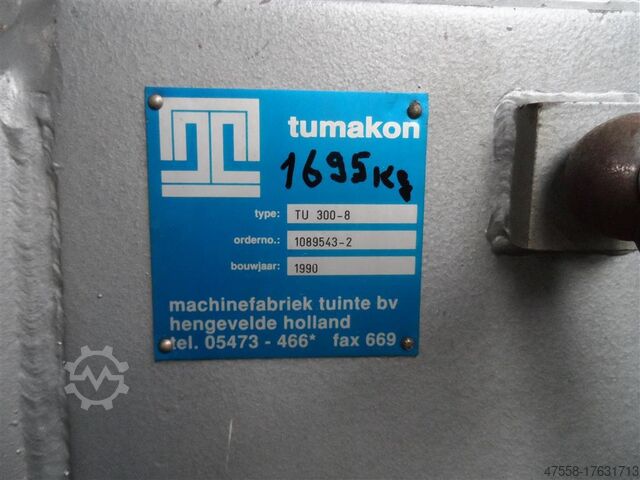 tumakon
1695kg
type: TU 300-8
orderno.: 1089543-2
bouwjaar: 1990
machinefabriek tuinte bv
hengevelde holland
tel. 05473 - 466* fax 669
47558-17631713